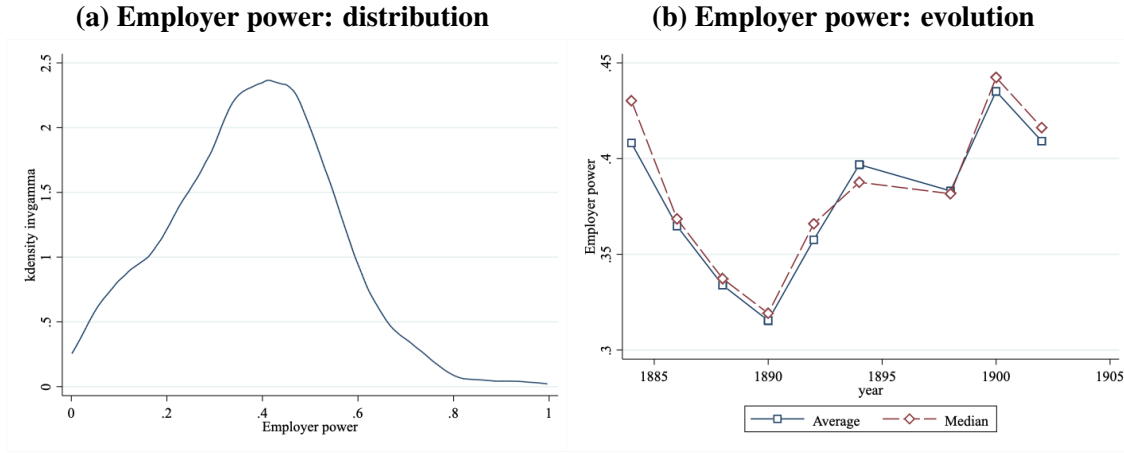 (a) Employer power: distribution
kdensity invgamma
2.5
2
1.5
1
.5
0
0
.2
.4
.6
.8
1
Employer power
(b) Employer power: evolution
Employer power
.45
.4
.35
.3
1885
1890
1895
1900
1905
year
Average
Median